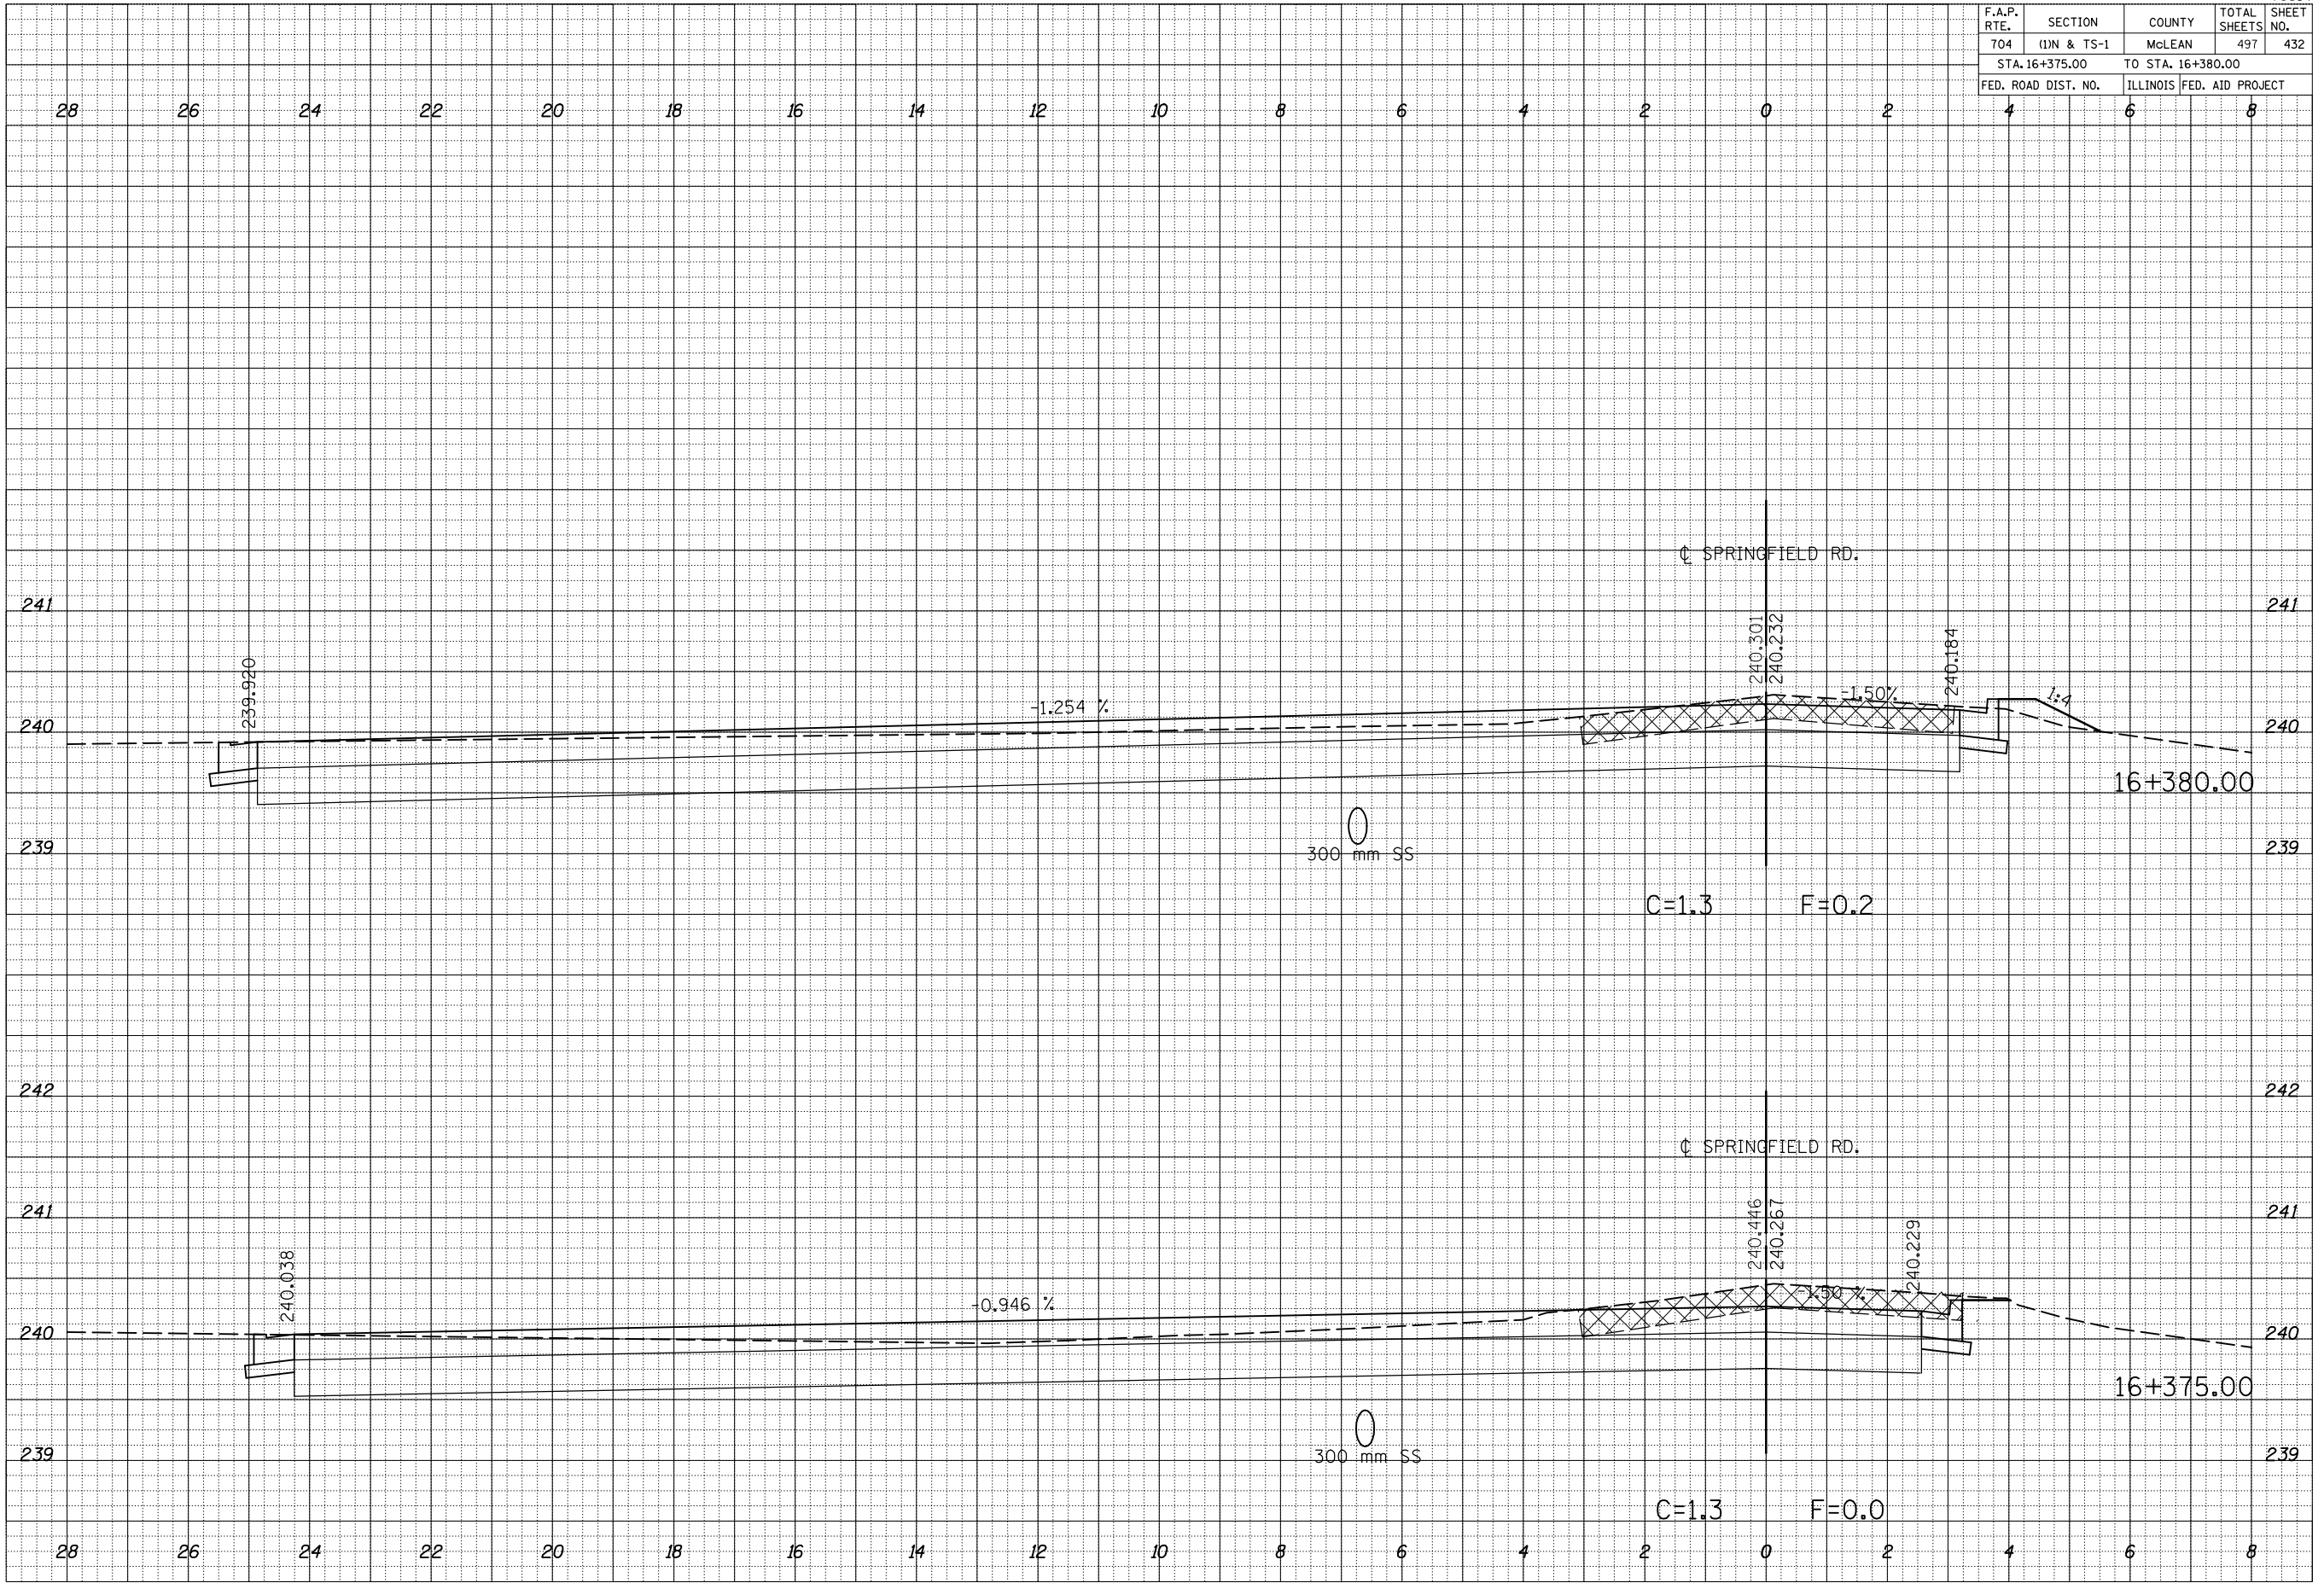 F.A.P. RTE. SECTION COUNTY TOTAL SHEETS SHEET NO.
704 (1)N & TS-1 McLEAN 497 432
STA. 16+375.00 TO STA. 16+380.00
FED. ROAD DIST. NO. ILLINOIS FED. AID PROJECT
28 26 24 22 20 18 16 14 12 10 8 6 4 2 0 2 4 6 8
℄ SPRINGFIELD RD.
241 241
239.920 240.301 240.232 240.184
-1.254 % -1.50% 1:4
240 240
16+380.00
239 300 mm SS 239
C=1.3 F=0.2
242 242
℄ SPRINGFIELD RD.
241 241
240.038 240.446 240.267 240.229
-0.946 % -1.50 %
240 240
16+375.00
239 300 mm SS 239
C=1.3 F=0.0
28 26 24 22 20 18 16 14 12 10 8 6 4 2 0 2 4 6 8